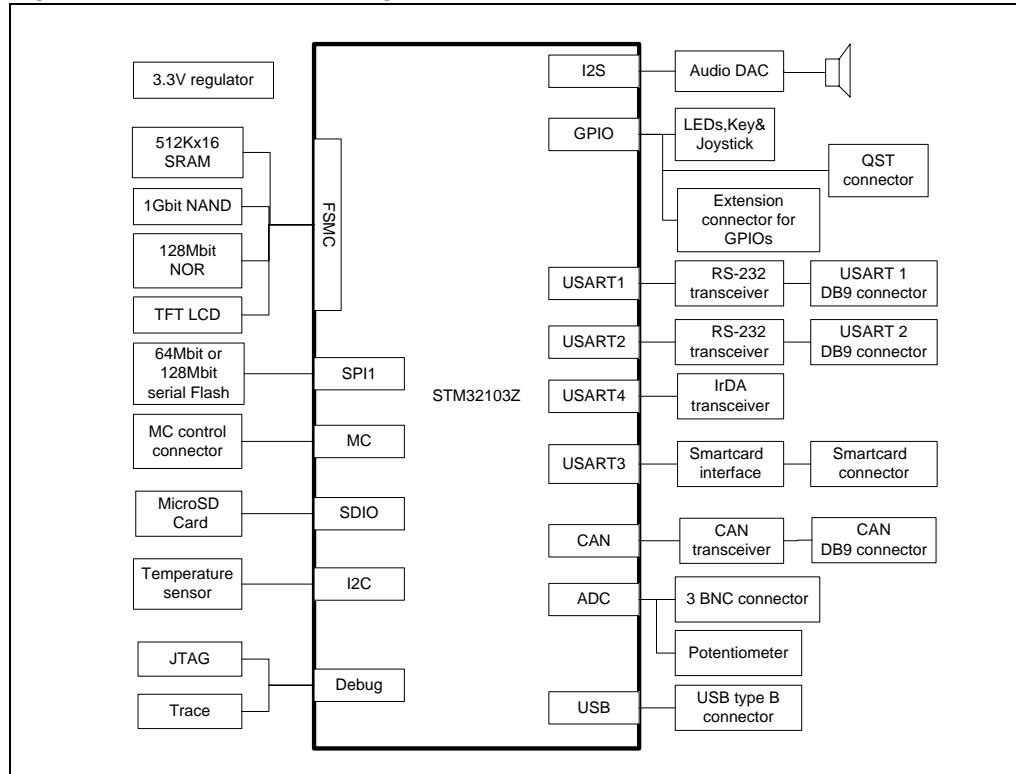 3.3V regulator
512Kx16
SRAM
1Gbit NAND
128Mbit
NOR
TFT LCD
64Mbit or
128Mbit
serial Flash
MC control
connector
MicroSD
Card
Temperature
sensor
JTAG
Trace
FSMC
SPI1
MC
SDIO
I2C
Debug
STM32103Z
I2S
GPIO
USART1
USART2
USART4
USART3
CAN
ADC
USB
Audio DAC
LEDs,Key&
Joystick
QST
connector
Extension
connector for
GPIOs
RS-232
transceiver
USART 1
DB9 connector
RS-232
transceiver
USART 2
DB9 connector
IrDA
transceiver
Smartcard
interface
Smartcard
connector
CAN
transceiver
CAN
DB9 connector
3 BNC connector
Potentiometer
USB type B
connector